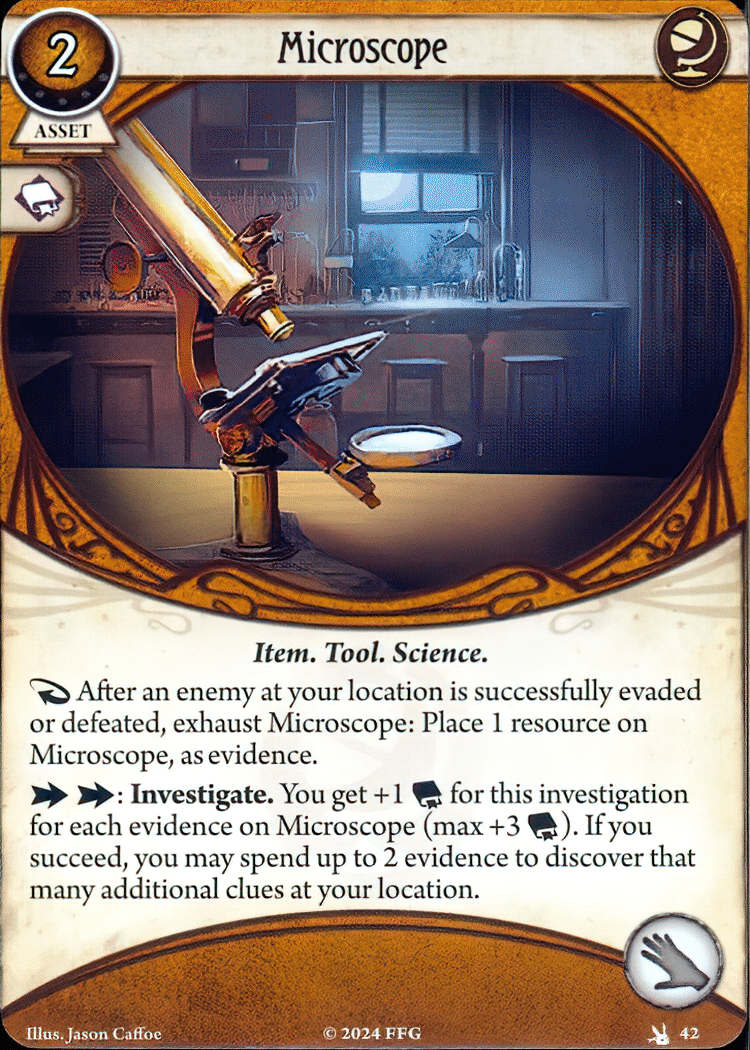 2
Microscope
ASSET
Item. Tool. Science.
After an enemy at your location is successfully evaded
or defeated, exhaust Microscope: Place 1 resource on
Microscope, as evidence.
: Investigate. You get +1 for this investigation
for each evidence on Microscope (max +3 ). If you
succeed, you may spend up to 2 evidence to discover that
many additional clues at your location.
Illus. Jason Caffoe
© 2024 FFG
42